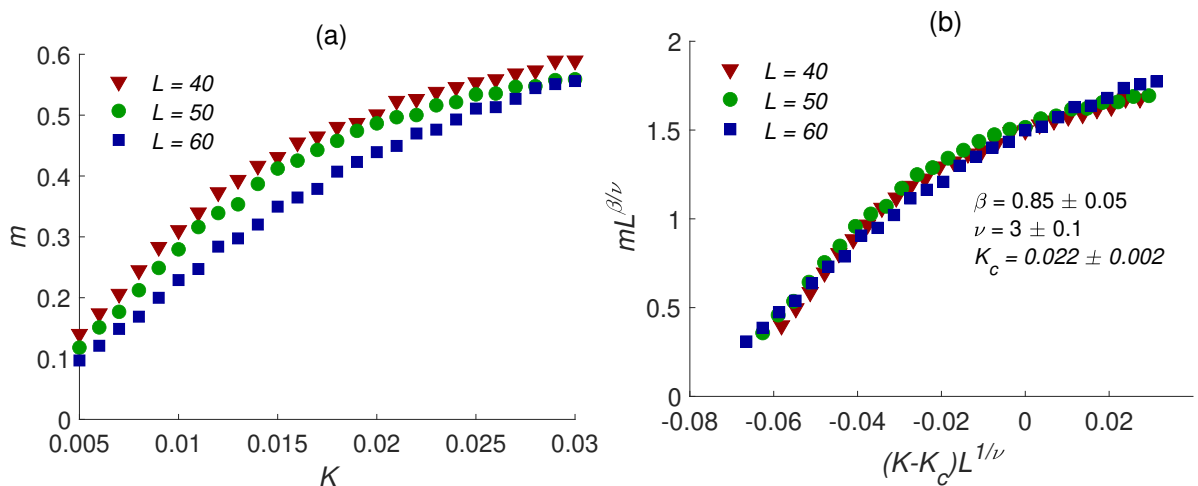 (a)
0.6
0.5
0.4
0.3
0.2
0.1
0
m
L = 40
L = 50
L = 60
0.005
0.01
0.015
0.02
0.025
0.03
K
(b)
2
1.5
1
0.5
0
mL^{β/ν}
L = 40
L = 50
L = 60
β = 0.85 ± 0.05
ν = 3 ± 0.1
K_c = 0.022 ± 0.002
-0.08
-0.06
-0.04
-0.02
0
0.02
(K-K_c)L^{1/ν}